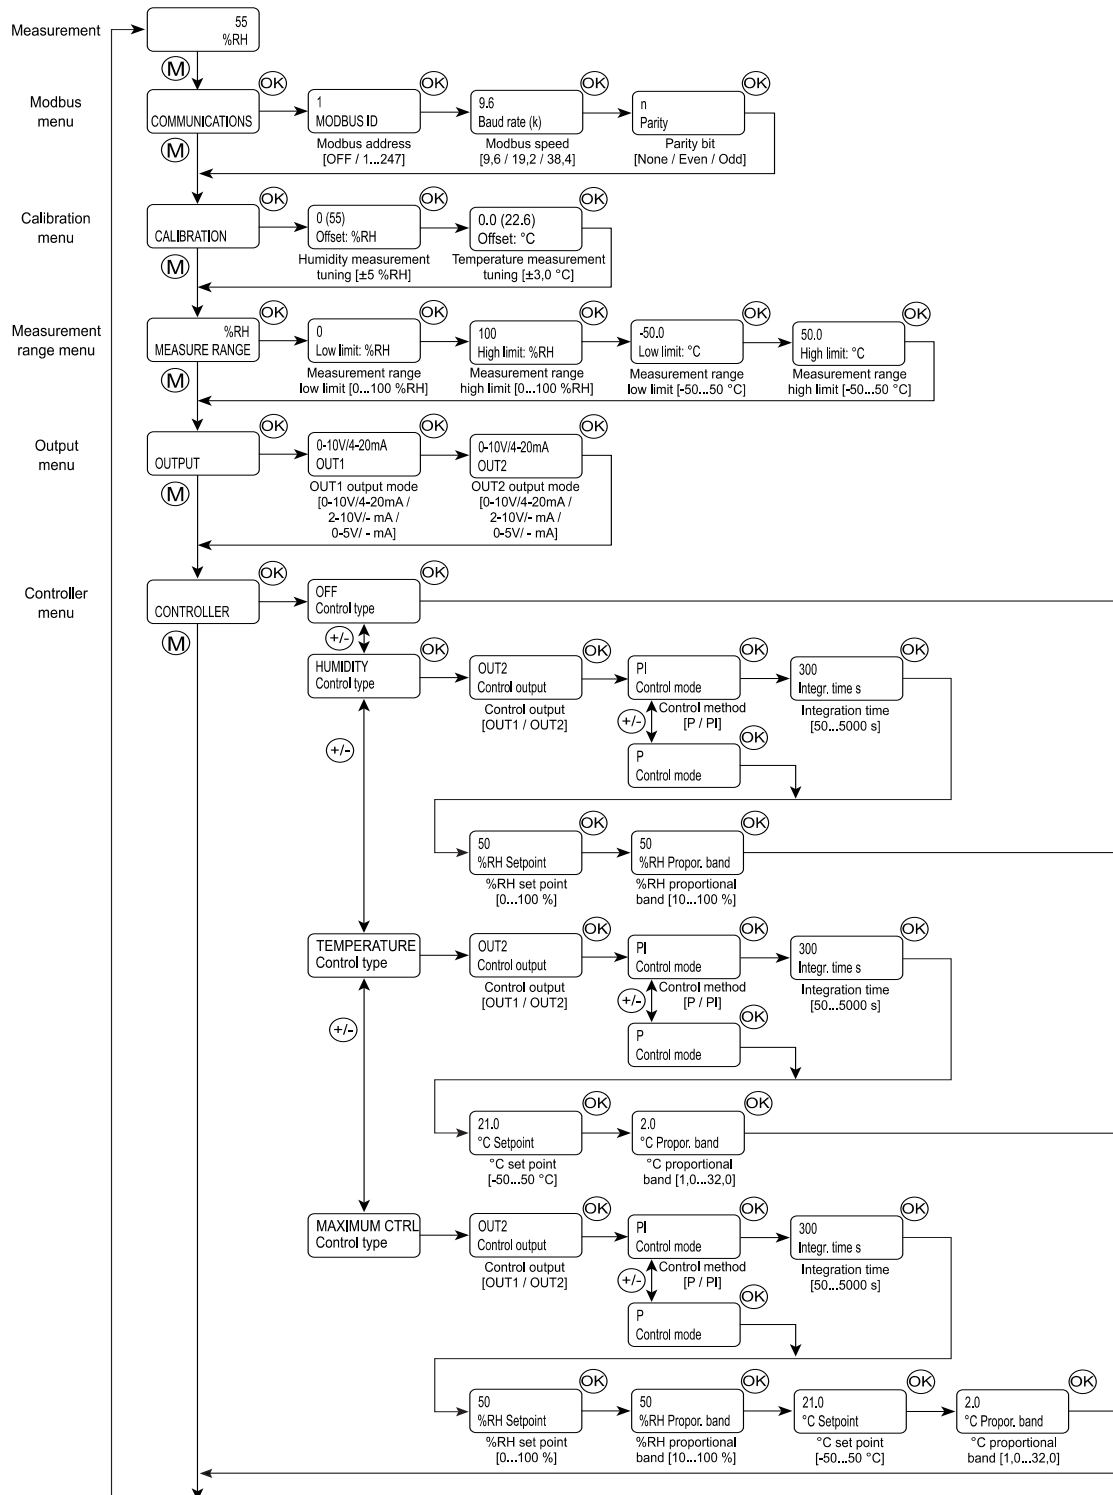 Measurement
55
%RH
M
Modbus
menu
COMMUNICATIONS
OK
1
MODBUS ID
OK
9.6
Baud rate (k)
OK
n
Parity
OK
Modbus address
[OFF / 1...247]
Modbus speed
[9,6 / 19,2 / 38,4]
Parity bit
[None / Even / Odd]
M
Calibration
menu
CALIBRATION
OK
0 (55)
Offset: %RH
OK
0.0 (22.6)
Offset: °C
OK
Humidity measurement
tuning [±5 %RH]
Temperature measurement
tuning [±3,0 °C]
M
Measurement
range menu
%RH
MEASURE RANGE
OK
0
Low limit: %RH
OK
100
High limit: %RH
OK
-50.0
Low limit: °C
OK
50.0
High limit: °C
OK
Measurement range
low limit [0...100 %RH]
Measurement range
high limit [0...100 %RH]
Measurement range
low limit [-50...50 °C]
Measurement range
high limit [-50...50 °C]
M
Output
menu
OUTPUT
OK
0-10V/4-20mA
OUT1
OK
0-10V/4-20mA
OUT2
OK
OUT1 output mode
[0-10V/4-20mA /
2-10V/- mA /
0-5V/ - mA]
OUT2 output mode
[0-10V/4-20mA /
2-10V/- mA /
0-5V/ - mA]
M
Controller
menu
CONTROLLER
OK
OFF
Control type
OK
M
+/-
HUMIDITY
Control type
OK
OUT2
Control output
OK
PI
Control mode
OK
300
Integr. time s
OK
Control output
[OUT1 / OUT2]
Control method
[P / PI]
Integration time
[50...5000 s]
+/-
+/-
P
Control mode
OK
50
%RH Setpoint
OK
50
%RH Propor. band
OK
%RH set point
[0...100 %]
%RH proportional
band [10...100 %]
TEMPERATURE
Control type
OK
OUT2
Control output
OK
PI
Control mode
OK
300
Integr. time s
OK
Control output
[OUT1 / OUT2]
Control method
[P / PI]
Integration time
[50...5000 s]
+/-
+/-
P
Control mode
OK
21.0
°C Setpoint
OK
2.0
°C Propor. band
OK
°C set point
[-50...50 °C]
°C proportional
band [1,0...32,0]
MAXIMUM CTRL
Control type
OK
OUT2
Control output
OK
PI
Control mode
OK
300
Integr. time s
OK
Control output
[OUT1 / OUT2]
Control method
[P / PI]
Integration time
[50...5000 s]
+/-
P
Control mode
OK
50
%RH Setpoint
OK
50
%RH Propor. band
OK
21.0
°C Setpoint
OK
2.0
°C Propor. band
OK
%RH set point
[0...100 %]
%RH proportional
band [10...100 %]
°C set point
[-50...50 °C]
°C proportional
band [1,0...32,0]